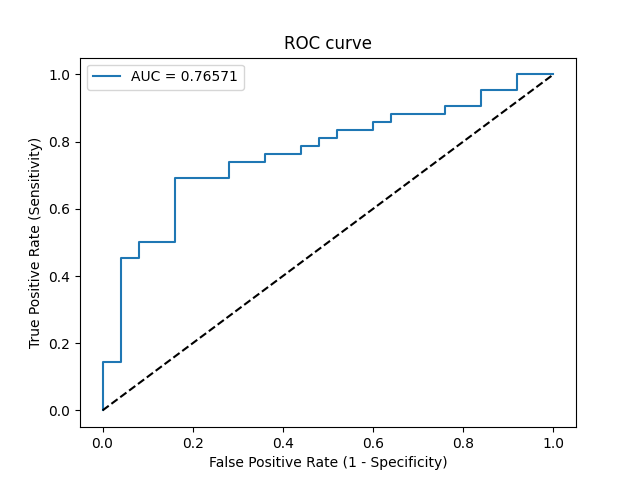 ROC curve
AUC = 0.76571
1.0
0.8
0.6
0.4
0.2
0.0
True Positive Rate (Sensitivity)
0.0 0.2 0.4 0.6 0.8 1.0
False Positive Rate (1 - Specificity)